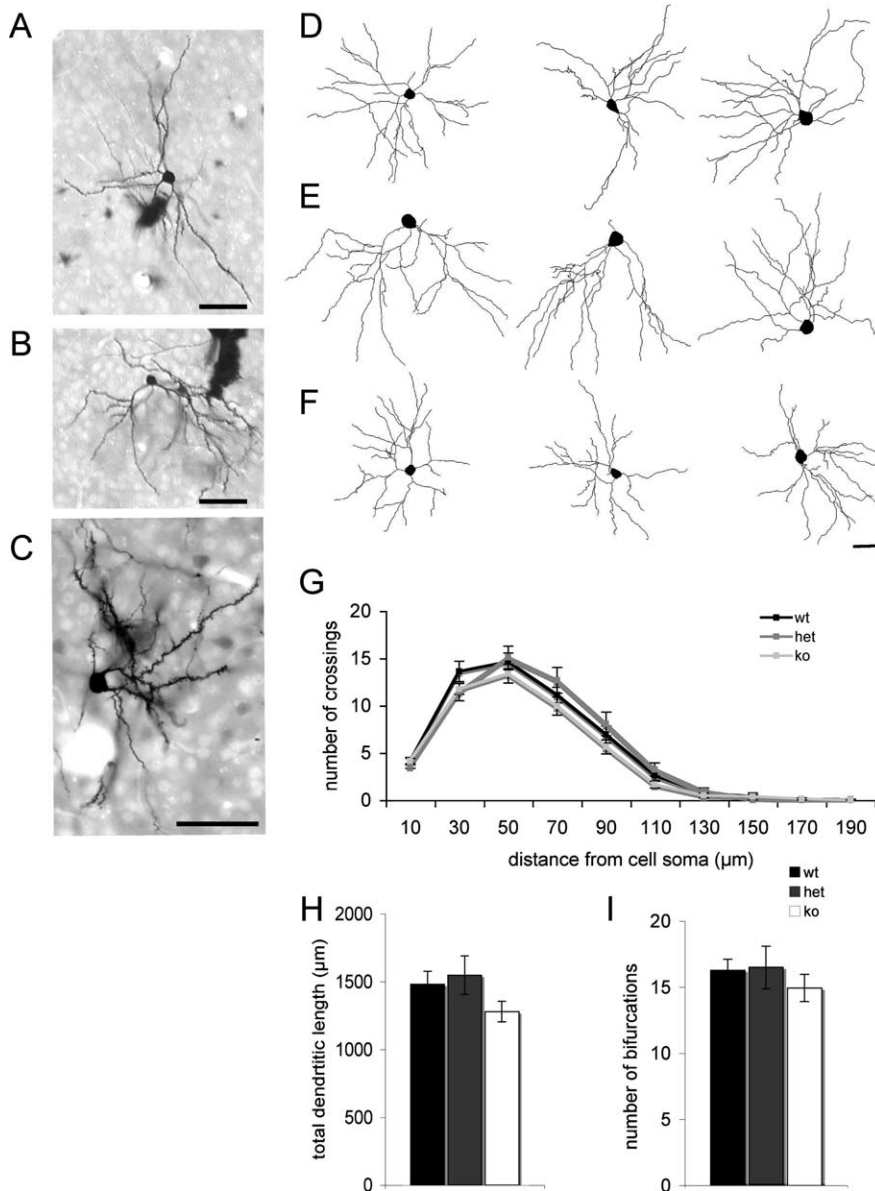 A
B
C
D
E
F
G
number of crossings
20
15
10
5
0
10 30 50 70 90 110 130 150 170 190
distance from cell soma (µm)
wt
het
ko
H
total dendrtitic length (µm)
2000
1500
1000
500
0
wt
het
ko
I
number of bifurcations
20
15
10
5
0